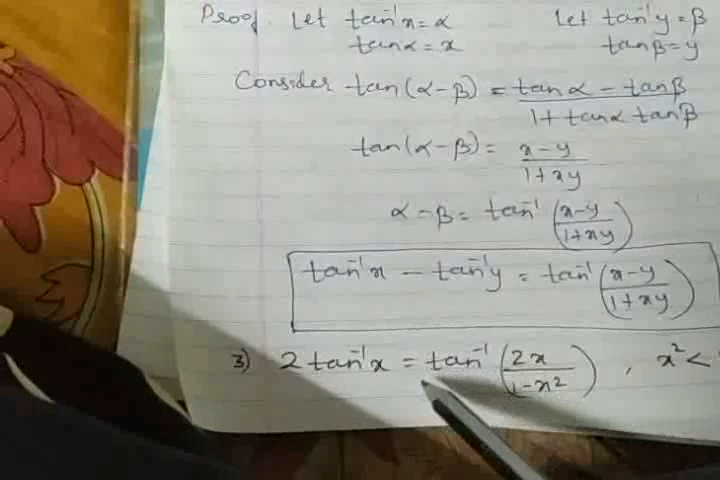 Proof. Let tan⁻¹x = α Let tan⁻¹y = β
tanα = x tanβ = y
Consider tan(α-β) = (tanα - tanβ)/(1 + tanα tanβ)
tan(α-β) = (x-y)/(1+xy)
α-β = tan⁻¹((x-y)/(1+xy))
tan⁻¹x - tan⁻¹y = tan⁻¹((x-y)/(1+xy))
3) 2tan⁻¹x = tan⁻¹(2x/(1-x²)), x² <